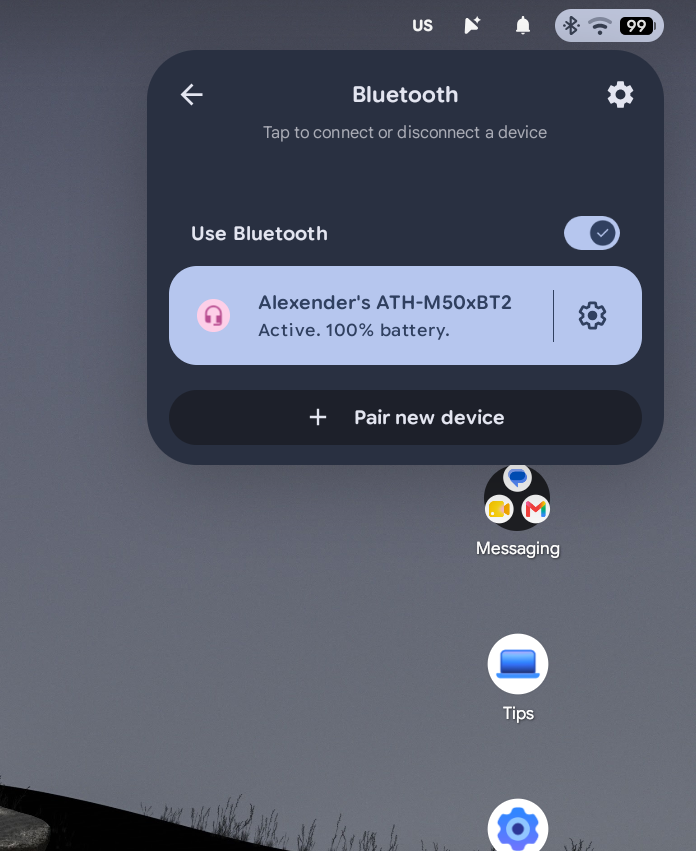 US
99
Bluetooth
Tap to connect or disconnect a device
Use Bluetooth
Alexender's ATH-M50xBT2
Active. 100% battery.
Pair new device
Messaging
Tips